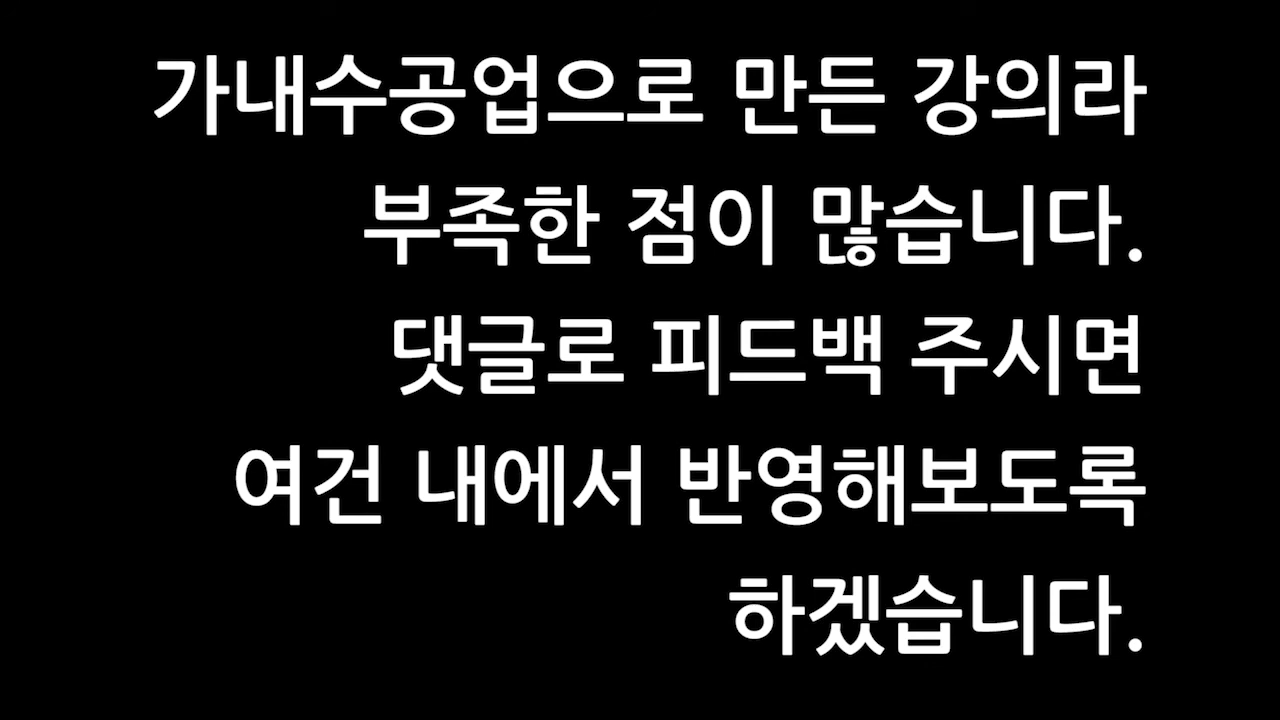 가내수공업으로 만든 강의라
부족한 점이 많습니다.
댓글로 피드백 주시면
여건 내에서 반영해보도록
하겠습니다.